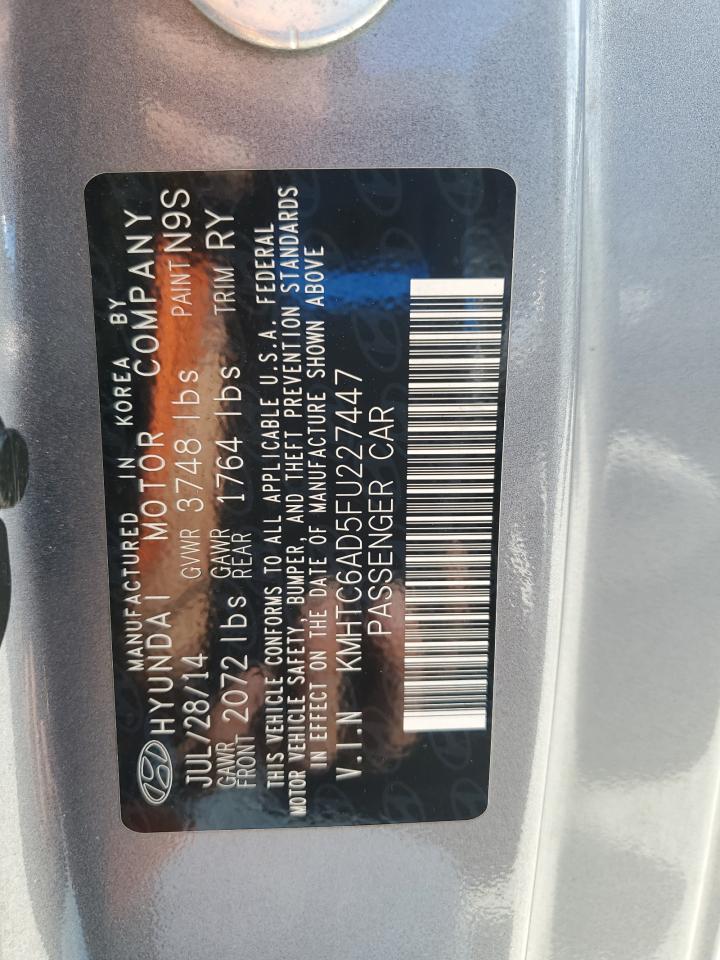 MANUFACTURED IN KOREA BY
HYUNDAI MOTOR COMPANY
JUL/28/14 GVWR 3748 lbs PAINT N9S
GAWR FRONT 2072 lbs GAWR REAR 1764 lbs TRIM RY
THIS VEHICLE CONFORMS TO ALL APPLICABLE U.S.A. FEDERAL
MOTOR VEHICLE SAFETY, BUMPER, AND THEFT PREVENTION STANDARDS
IN EFFECT ON THE DATE OF MANUFACTURE SHOWN ABOVE
V.I.N KMHTC6AD5FU227447
PASSENGER CAR